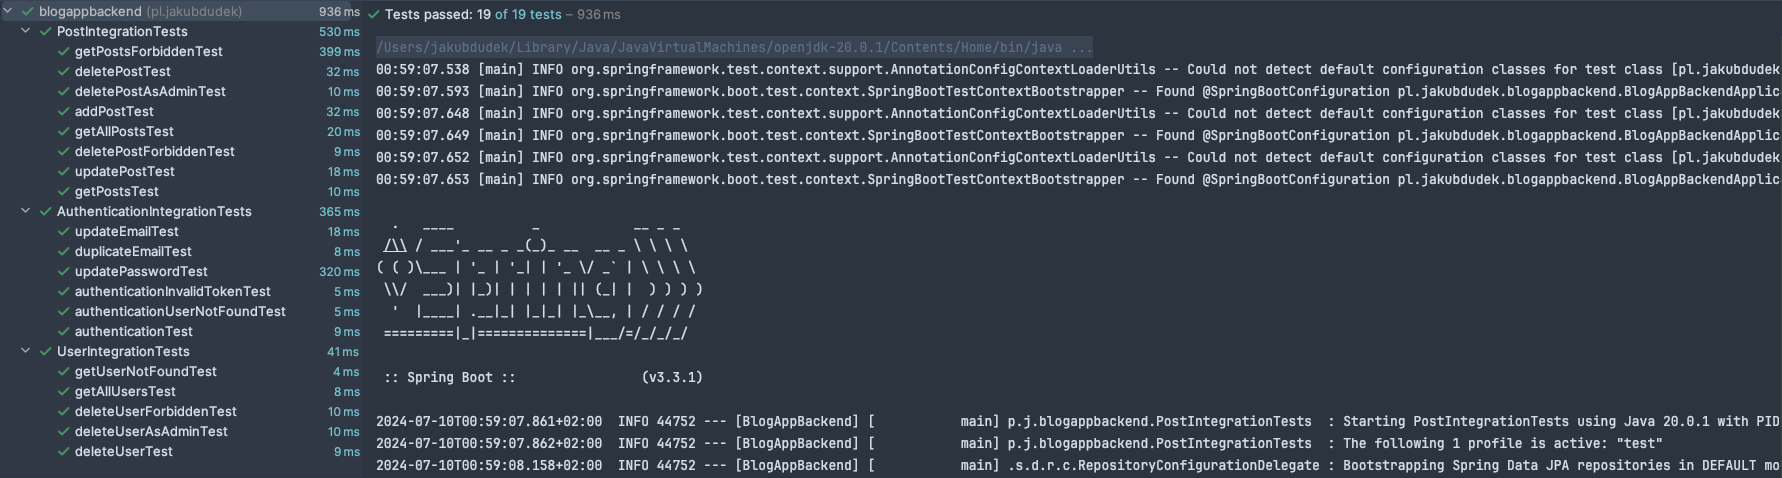 blogappbackend (pl.jakubdudek) 936 ms
PostIntegrationTests 530 ms
getPostsForbiddenTest 399 ms
deletePostTest 32 ms
deletePostAsAdminTest 10 ms
addPostTest 32 ms
getAllPostsTest 20 ms
deletePostForbiddenTest 9 ms
updatePostTest 18 ms
getPostsTest 10 ms
AuthenticationIntegrationTests 365 ms
updateEmailTest 18 ms
duplicateEmailTest 8 ms
updatePasswordTest 320 ms
authenticationInvalidTokenTest 5 ms
authenticationUserNotFoundTest 5 ms
authenticationTest 9 ms
UserIntegrationTests 41 ms
getUserNotFoundTest 4 ms
getAllUsersTest 8 ms
deleteUserForbiddenTest 10 ms
deleteUserAsAdminTest 10 ms
deleteUserTest 9 ms
Tests passed: 19 of 19 tests – 936 ms
/Users/jakubdudek/Library/Java/JavaVirtualMachines/openjdk-20.0.1/Contents/Home/bin/java ...
00:59:07.538 [main] INFO org.springframework.test.context.support.AnnotationConfigContextLoaderUtils -- Could not detect default configuration classes for test class [pl.jakubdudek
00:59:07.593 [main] INFO org.springframework.boot.test.context.SpringBootTestContextBootstrapper -- Found @SpringBootConfiguration pl.jakubdudek.blogappbackend.BlogAppBackendApplic
00:59:07.648 [main] INFO org.springframework.test.context.support.AnnotationConfigContextLoaderUtils -- Could not detect default configuration classes for test class [pl.jakubdudek
00:59:07.649 [main] INFO org.springframework.boot.test.context.SpringBootTestContextBootstrapper -- Found @SpringBootConfiguration pl.jakubdudek.blogappbackend.BlogAppBackendApplic
00:59:07.652 [main] INFO org.springframework.test.context.support.AnnotationConfigContextLoaderUtils -- Could not detect default configuration classes for test class [pl.jakubdudek
00:59:07.653 [main] INFO org.springframework.boot.test.context.SpringBootTestContextBootstrapper -- Found @SpringBootConfiguration pl.jakubdudek.blogappbackend.BlogAppBackendApplic
  .   ____          _            __ _ _
 /\\ / ___'_ __ _ _(_)_ __  __ _ \ \ \ \
( ( )\___ | '_ | '_| | '_ \/ _` | \ \ \ \
 \\/  ___)| |_)| | | | | || (_| |  ) ) ) )
  '  |____| .__|_| |_|_| |_\__, | / / / /
 =========|_|==============|___/=/_/_/_/
 :: Spring Boot ::                (v3.3.1)
2024-07-10T00:59:07.861+02:00  INFO 44752 --- [BlogAppBackend] [           main] p.j.blogappbackend.PostIntegrationTests  : Starting PostIntegrationTests using Java 20.0.1 with PID
2024-07-10T00:59:07.862+02:00  INFO 44752 --- [BlogAppBackend] [           main] p.j.blogappbackend.PostIntegrationTests  : The following 1 profile is active: "test"
2024-07-10T00:59:08.158+02:00  INFO 44752 --- [BlogAppBackend] [           main] .s.d.r.c.RepositoryConfigurationDelegate : Bootstrapping Spring Data JPA repositories in DEFAULT mo